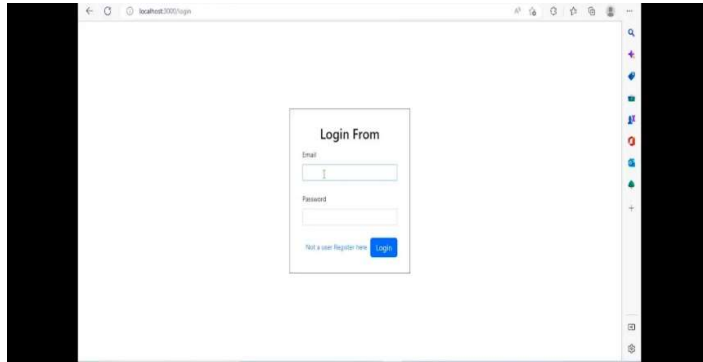 localhost:3000/login
Login From
Email
Password
Not a user Register here Login